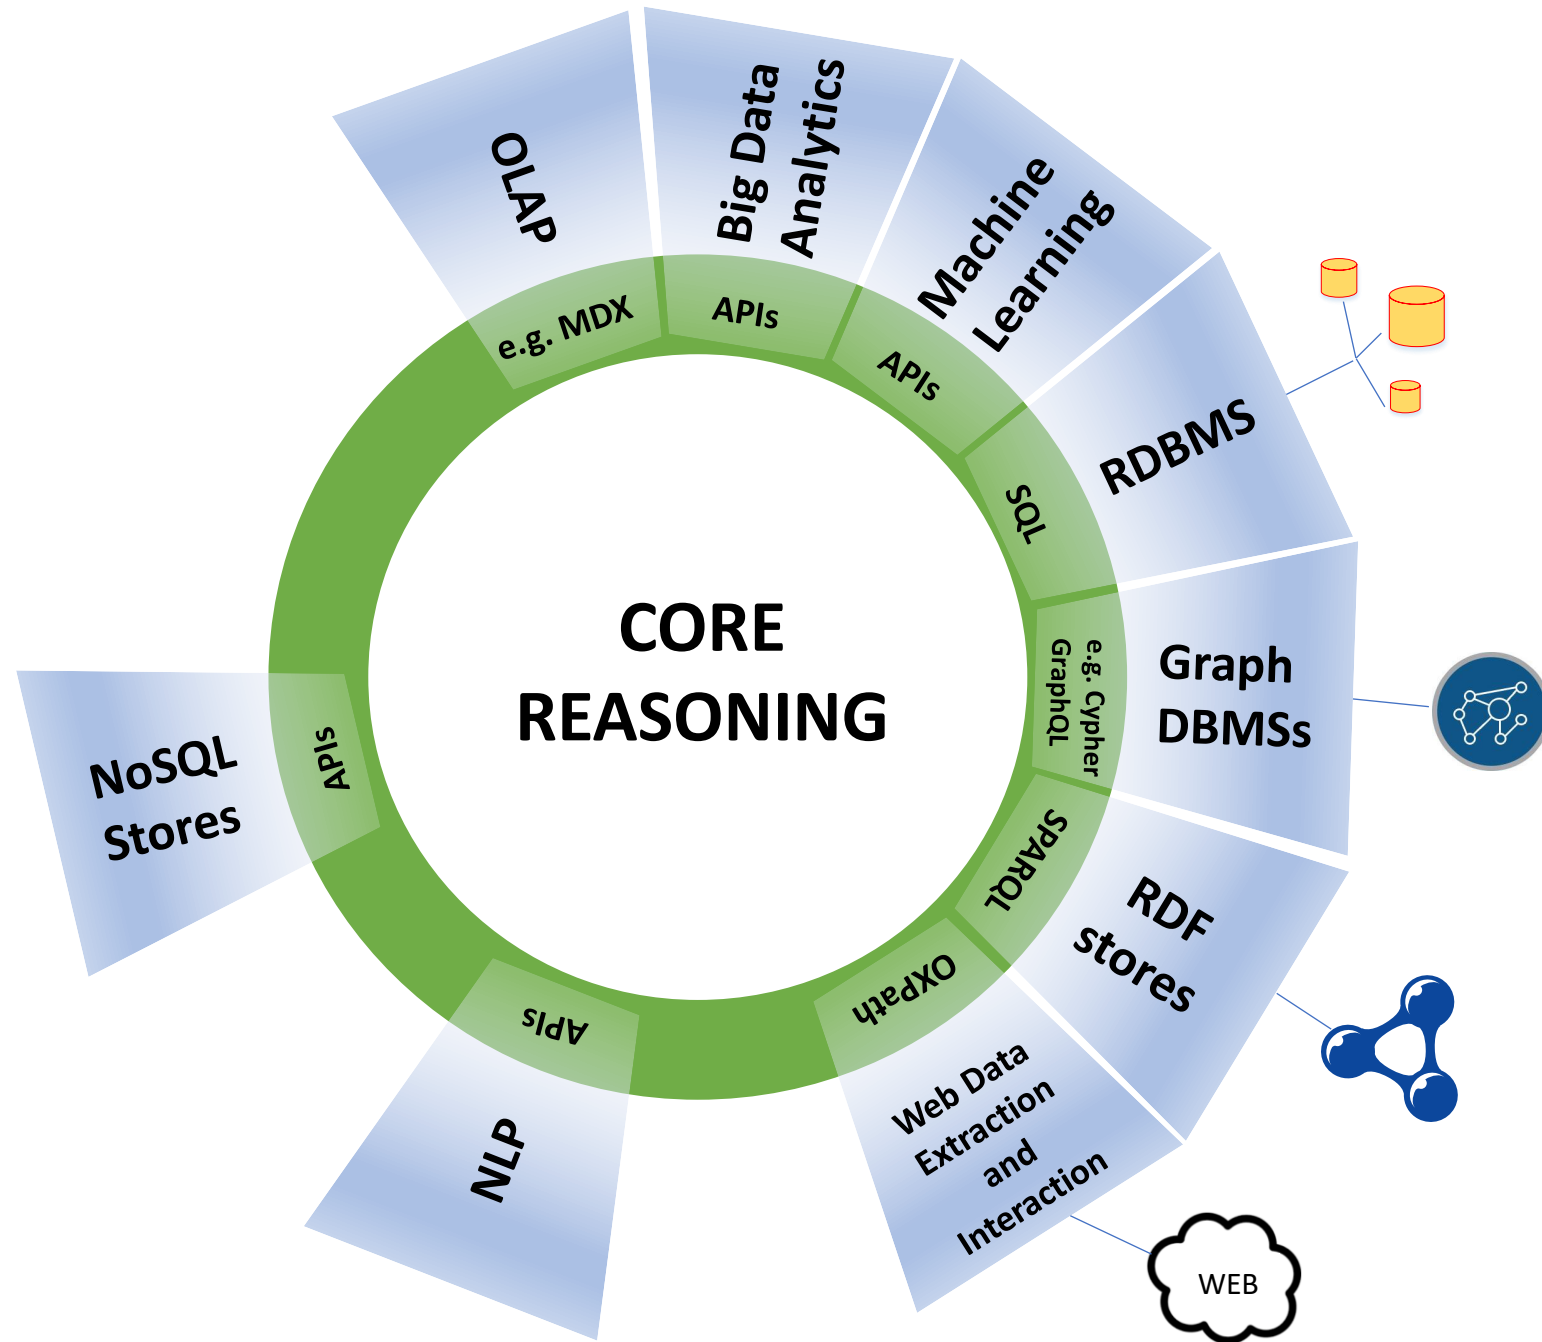 OLAP
e.g. MDX
Big Data
Analytics
APIs
Machine
Learning
APIs
RDBMS
SQL
Graph
DBMSs
e.g. Cypher
GraphQL
RDF
stores
SPARQL
Web Data
Extraction
and
Interaction
OXPath
WEB
NLP
APIs
NoSQL
Stores
APIs
CORE
REASONING